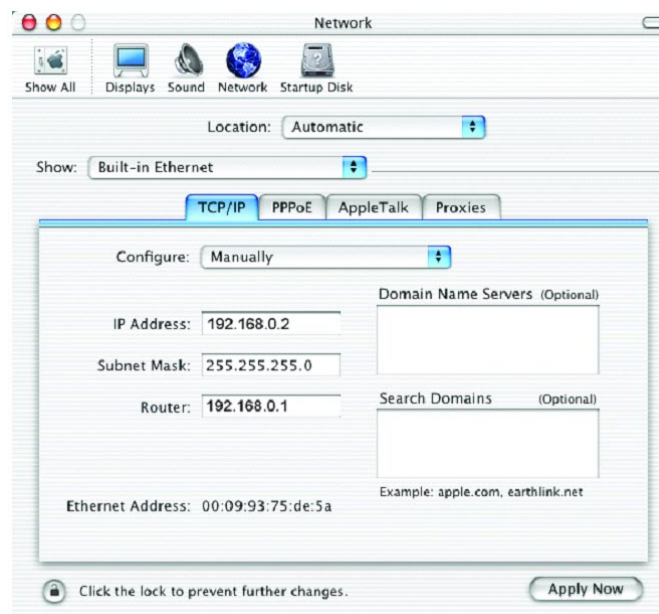 Network
Show All Displays Sound Network Startup Disk
Location: Automatic
Show: Built-in Ethernet
TCP/IP PPPoE AppleTalk Proxies
Configure: Manually
Domain Name Servers (Optional)
IP Address: 192.168.0.2
Subnet Mask: 255.255.255.0
Router: 192.168.0.1
Search Domains (Optional)
Example: apple.com, earthlink.net
Ethernet Address: 00:09:93:75:de:5a
Click the lock to prevent further changes.
Apply Now